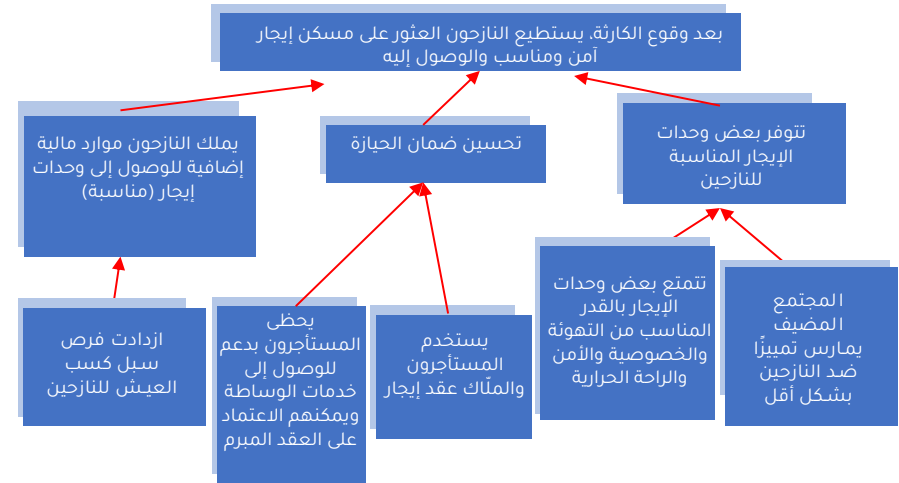 بعد وقوع الكارثة، يستطيع النازحون العثور على مسكن إيجار
آمن ومناسب والوصول إليه
تتوفر بعض وحدات
الإيجار المناسبة
للنازحين
تحسين ضمان الحيازة
يملك النازحون موارد مالية
إضافية للوصول إلى وحدات
إيجار (مناسبة)
المجتمع
المضيف
يمارس تمييزًا
ضد النازحين
بشكل أقل
تتمتع بعض وحدات
الإيجار بالقدر
المناسب من التهوئة
والخصوصية والأمن
والراحة الحرارية
يستخدم
المستأجرون
والملّاك عقد إيجار
يحظى
المستأجرون بدعم
للوصول إلى
خدمات الوساطة
ويمكنهم الاعتماد
على العقد المبرم
ازدادت فرص
سبل كسب
العيش للنازحين